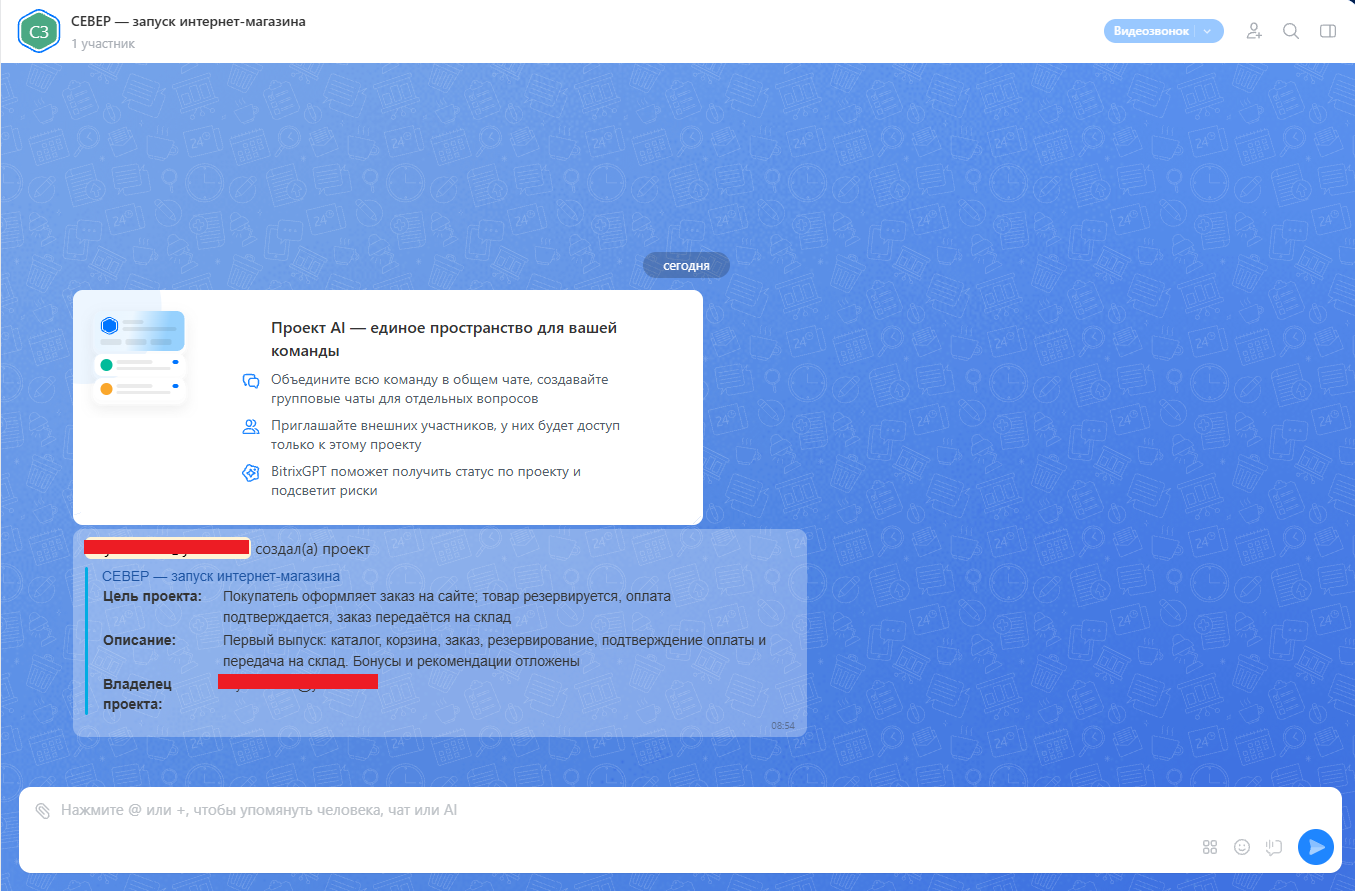 СЗ
СЕВЕР — запуск интернет-магазина
1 участник
Видеозвонок
сегодня
Проект AI — единое пространство для вашей
команды
Объедините всю команду в общем чате, создавайте
групповые чаты для отдельных вопросов
Приглашайте внешних участников, у них будет доступ
только к этому проекту
BitrixGPT поможет получить статус по проекту и
подсветит риски
создал(а) проект
СЕВЕР — запуск интернет-магазина
Цель проекта: Покупатель оформляет заказ на сайте; товар резервируется, оплата
подтверждается, заказ передаётся на склад
Описание: Первый выпуск: каталог, корзина, заказ, резервирование, подтверждение оплаты и
передача на склад. Бонусы и рекомендации отложены
Владелец
проекта:
08:54
Нажмите @ или +, чтобы упомянуть человека, чат или AI